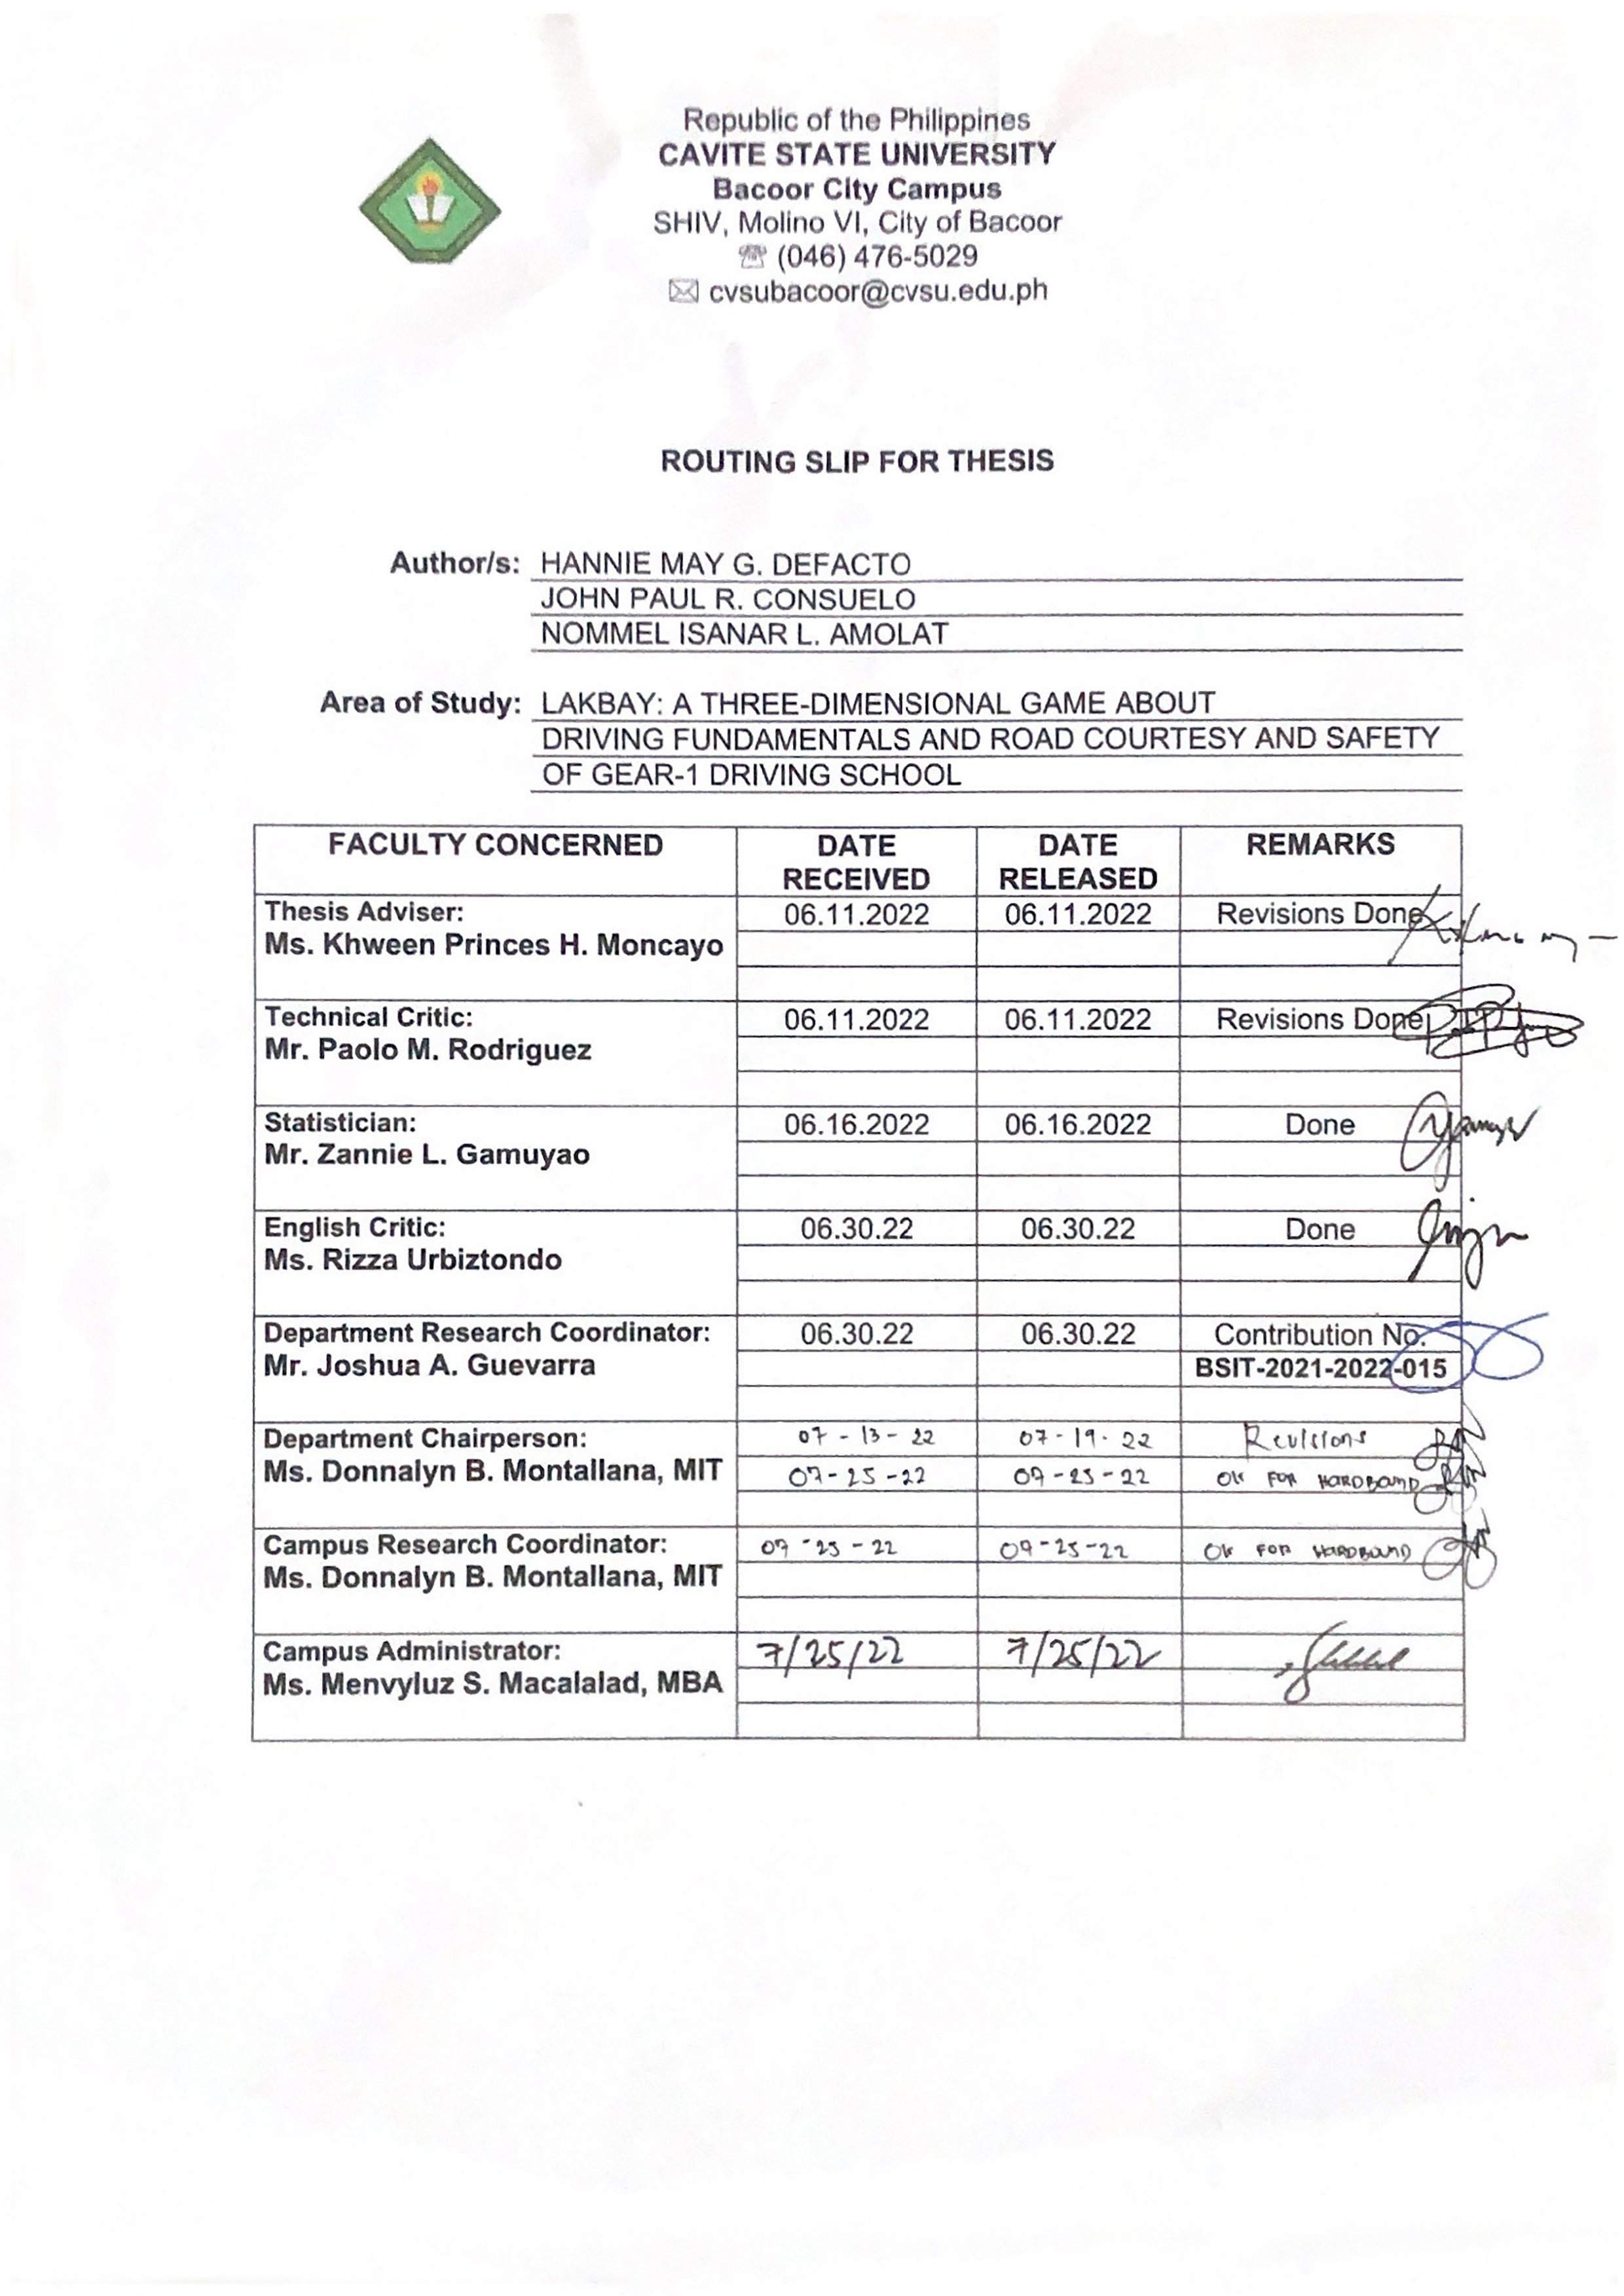 Republic of the Philippines
CAVITE STATE UNIVERSITY
Bacoor City Campus
SHIV, Molino VI, City of Bacoor
☏ (046) 476-5029
✉ cvsubacoor@cvsu.edu.ph
ROUTING SLIP FOR THESIS
Author/s: HANNIE MAY G. DEFACTO
JOHN PAUL R. CONSUELO
NOMMEL ISANAR L. AMOLAT
Area of Study: LAKBAY: A THREE-DIMENSIONAL GAME ABOUT
DRIVING FUNDAMENTALS AND ROAD COURTESY AND SAFETY
OF GEAR-1 DRIVING SCHOOL
FACULTY CONCERNED DATE RECEIVED DATE RELEASED REMARKS
Thesis Adviser: 06.11.2022 06.11.2022 Revisions Done
Ms. Khween Princes H. Moncayo
Technical Critic: 06.11.2022 06.11.2022 Revisions Done
Mr. Paolo M. Rodriguez
Statistician: 06.16.2022 06.16.2022 Done
Mr. Zannie L. Gamuyao
English Critic: 06.30.22 06.30.22 Done
Ms. Rizza Urbiztondo
Department Research Coordinator: 06.30.22 06.30.22 Contribution No.
Mr. Joshua A. Guevarra BSIT-2021-2022-015
Department Chairperson: 07-13-22 07-19-22 Revisions
Ms. Donnalyn B. Montallana, MIT 07-25-22 07-25-22 OK FOR HARDBOUND
Campus Research Coordinator: 07-25-22 07-25-22 OK FOR HARDBOUND
Ms. Donnalyn B. Montallana, MIT
Campus Administrator: 7/25/22 7/25/22
Ms. Menvyluz S. Macalalad, MBA